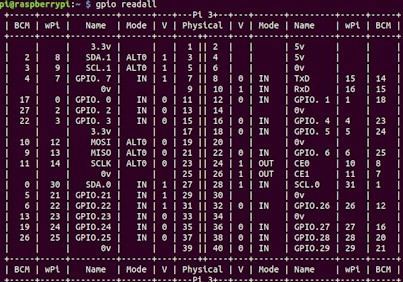 pi@raspberrypi:~ $ gpio readall
+-----+-----+---------+------+---+---Pi 3---+---+------+---------+-----+-----+
| BCM | wPi | Name | Mode | V | Physical | V | Mode | Name | wPi | BCM |
+-----+-----+---------+------+---+----++----+---+------+---------+-----+-----+
| | | 3.3v | | | 1 || 2 | | | 5v | | |
| 2 | 8 | SDA.1 | ALT0 | 1 | 3 || 4 | | | 5v | | |
| 3 | 9 | SCL.1 | ALT0 | 1 | 5 || 6 | | | 0v | | |
| 4 | 7 | GPIO. 7 | IN | 1 | 7 || 8 | 0 | IN | TxD | 15 | 14 |
| | | 0v | | | 9 || 10 | 1 | IN | RxD | 16 | 15 |
| 17 | 0 | GPIO. 0 | IN | 0 | 11 || 12 | 0 | IN | GPIO. 1 | 1 | 18 |
| 27 | 2 | GPIO. 2 | IN | 0 | 13 || 14 | | | 0v | | |
| 22 | 3 | GPIO. 3 | IN | 0 | 15 || 16 | 0 | IN | GPIO. 4 | 4 | 23 |
| | | 3.3v | | | 17 || 18 | 0 | IN | GPIO. 5 | 5 | 24 |
| 10 | 12 | MOSI | ALT0 | 0 | 19 || 20 | | | 0v | | |
| 9 | 13 | MISO | ALT0 | 0 | 21 || 22 | 0 | IN | GPIO. 6 | 6 | 25 |
| 11 | 14 | SCLK | ALT0 | 0 | 23 || 24 | 1 | OUT | CE0 | 10 | 8 |
| | | 0v | | | 25 || 26 | 1 | OUT | CE1 | 11 | 7 |
| 0 | 30 | SDA.0 | IN | 1 | 27 || 28 | 1 | IN | SCL.0 | 31 | 1 |
| 5 | 21 | GPIO.21 | IN | 1 | 29 || 30 | | | 0v | | |
| 6 | 22 | GPIO.22 | IN | 1 | 31 || 32 | 0 | IN | GPIO.26 | 26 | 12 |
| 13 | 23 | GPIO.23 | IN | 0 | 33 || 34 | | | 0v | | |
| 19 | 24 | GPIO.24 | IN | 0 | 35 || 36 | 0 | IN | GPIO.27 | 27 | 16 |
| 26 | 25 | GPIO.25 | IN | 0 | 37 || 38 | 0 | IN | GPIO.28 | 28 | 20 |
| | | 0v | | | 39 || 40 | 0 | IN | GPIO.29 | 29 | 21 |
+-----+-----+---------+------+---+----++----+---+------+---------+-----+-----+
| BCM | wPi | Name | Mode | V | Physical | V | Mode | Name | wPi | BCM |
+-----+-----+---------+------+---+---Pi 3---+---+------+---------+-----+-----+